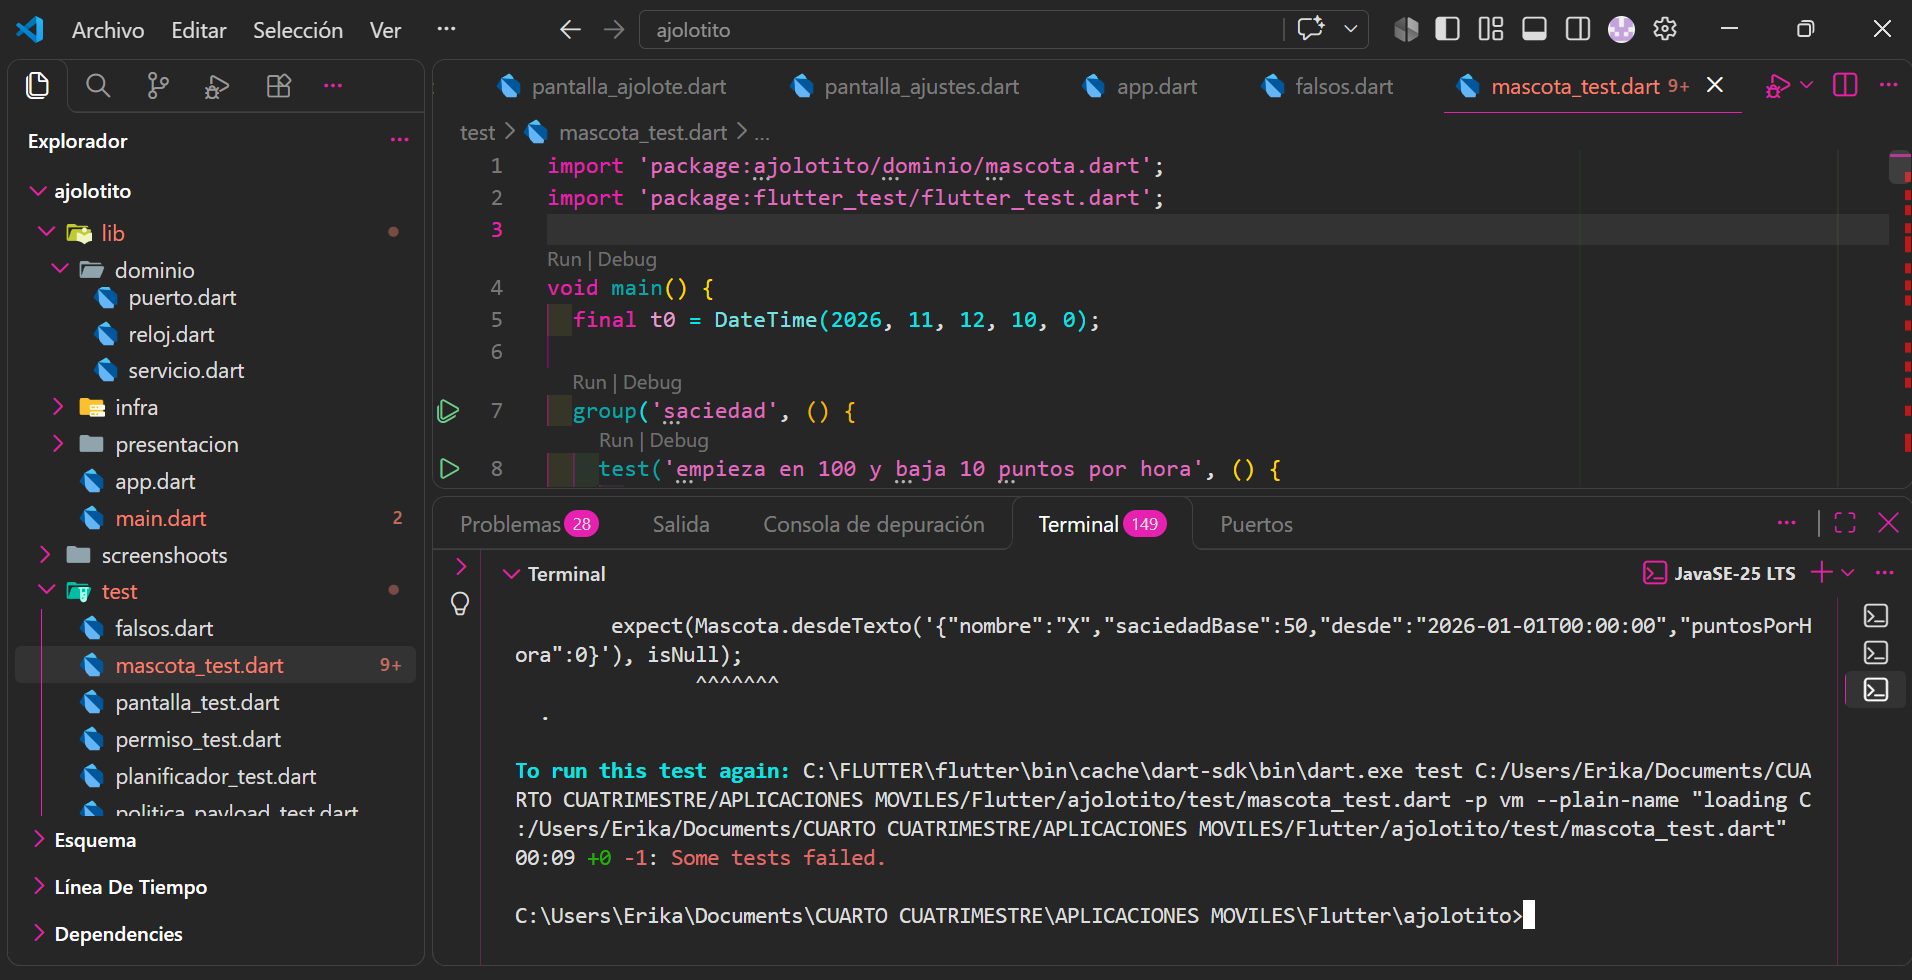 Archivo Editar Selección Ver ···
ajolotito
pantalla_ajolote.dart pantalla_ajustes.dart app.dart falsos.dart mascota_test.dart 9+
Explorador
ajolotito
lib
dominio
puerto.dart
reloj.dart
servicio.dart
infra
presentacion
app.dart
main.dart 2
screenshoots
test
falsos.dart
mascota_test.dart 9+
pantalla_test.dart
permiso_test.dart
planificador_test.dart
politica_payload_test.dart
Esquema
Línea De Tiempo
Dependencies
test > mascota_test.dart > ...
1 import 'package:ajolotito/dominio/mascota.dart';
2 import 'package:flutter_test/flutter_test.dart';
3
Run | Debug
4 void main() {
5 final t0 = DateTime(2026, 11, 12, 10, 0);
6
Run | Debug
7 group('saciedad', () {
Run | Debug
8 test('empieza en 100 y baja 10 puntos por hora', () {
Problemas 28 Salida Consola de depuración Terminal 149 Puertos
Terminal
JavaSE-25 LTS
expect(Mascota.desdeTexto('{"nombre":"X","saciedadBase":50,"desde":"2026-01-01T00:00:00","puntosPorH
ora":0}'), isNull);
^^^^^^^
.
To run this test again: C:\FLUTTER\flutter\bin\cache\dart-sdk\bin\dart.exe test C:/Users/Erika/Documents/CUA
RTO CUATRIMESTRE/APLICACIONES MOVILES/Flutter/ajolotito/test/mascota_test.dart -p vm --plain-name "loading C
:/Users/Erika/Documents/CUARTO CUATRIMESTRE/APLICACIONES MOVILES/Flutter/ajolotito/test/mascota_test.dart"
00:09 +0 -1: Some tests failed.
C:\Users\Erika\Documents\CUARTO CUATRIMESTRE\APLICACIONES MOVILES\Flutter\ajolotito>